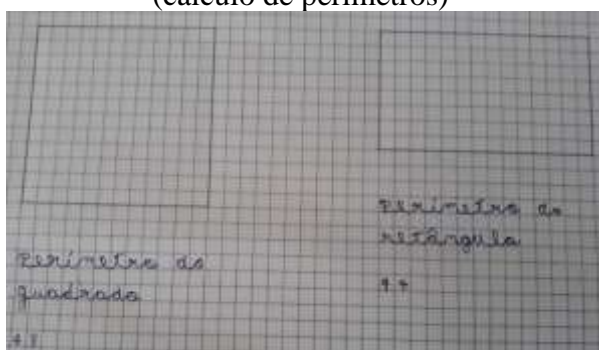 (cálculo de perímetros)
Perímetro do
quadrado
Perímetro do
retângulo